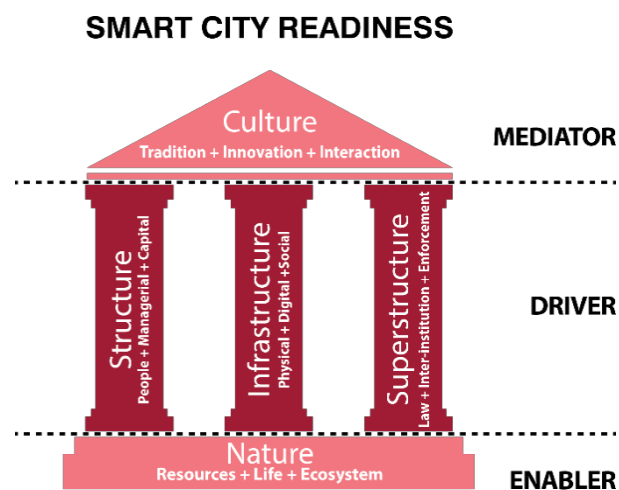 SMART CITY READINESS
Culture
Tradition + Innovation + Interaction
MEDIATOR
Structure
People + Managerial + Capital
Infrastructure
Physical + Digital +Social
Superstructure
Law + Inter-institution + Enforcement
DRIVER
Nature
Resources + Life + Ecosystem
ENABLER